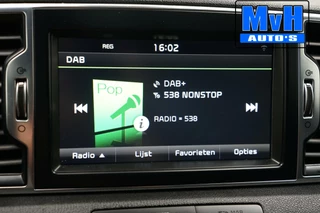 MvH
AUTO'S
REG
16:02
DAB
Pop
DAB+
538 NONSTOP
RADIO = 538
Radio ▲
Lijst
Favorieten
Opties